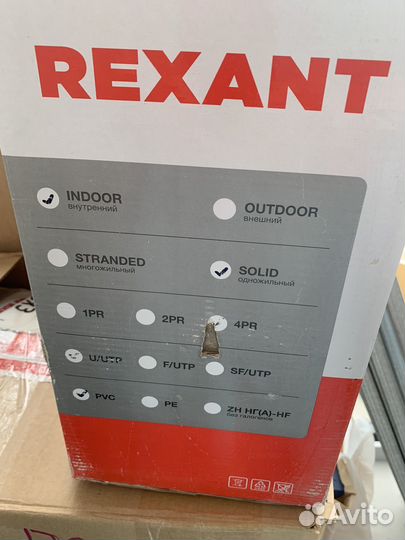 REXANT
INDOOR OUTDOOR
внутренний внешний
STRANDED SOLID
многожильный одножильный
1PR 2PR 4PR
U/UTP F/UTP SF/UTP
PVC PE ZH НГ(А)-HF
без галогенов
Avito